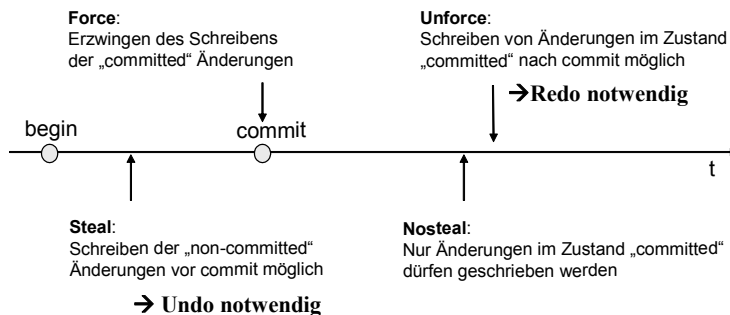 Force:
Erzwingen des Schreibens
der „committed“ Änderungen
Unforce:
Schreiben von Änderungen im Zustand
„committed“ nach commit möglich
→Redo notwendig
begin
commit
t
Steal:
Schreiben der „non-committed“
Änderungen vor commit möglich
→ Undo notwendig
Nosteal:
Nur Änderungen im Zustand „committed“
dürfen geschrieben werden